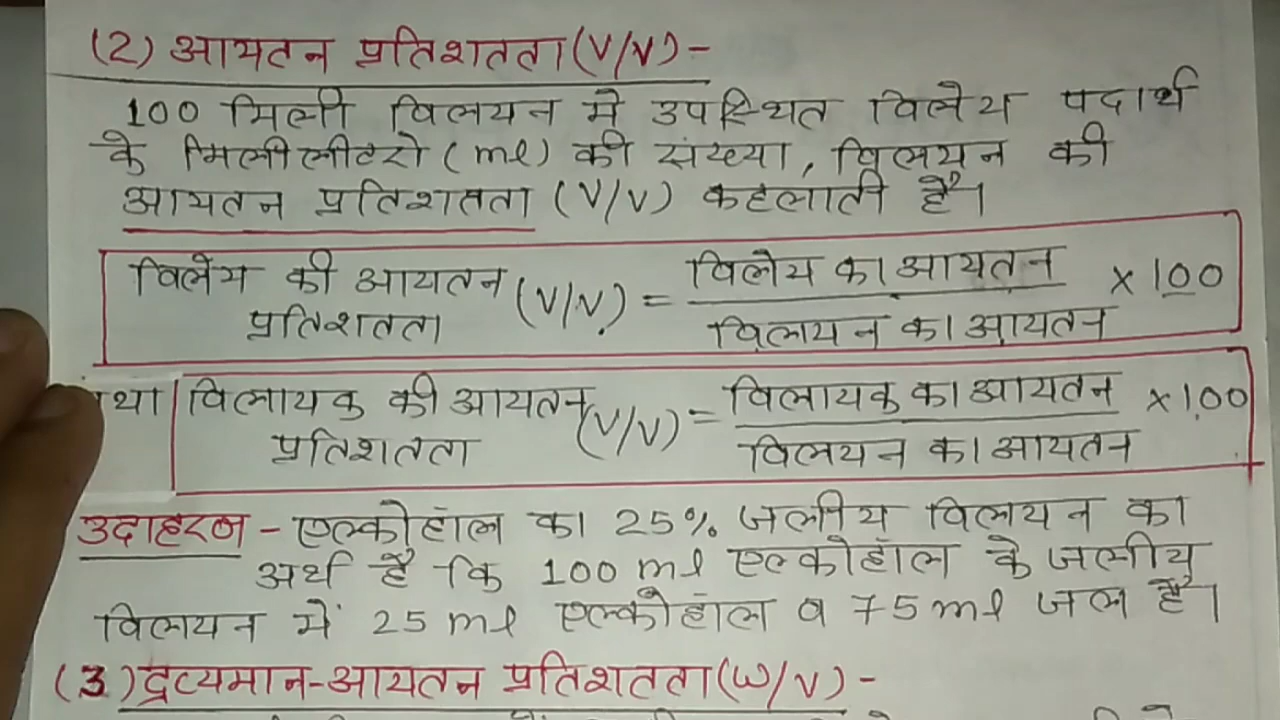 (2) आयतन प्रतिशतता (V/V) -
100 मिली विलयन मे उपस्थित विलेय पदार्थ
के मिलीलीटरो (ml) की संख्या, विलयन की
आयतन प्रतिशतता (V/V) कहलाती है।
विलेय की आयतन प्रतिशतता (V/V) = विलेय का आयतन / विलयन का आयतन × 100
था विलायक की आयतन प्रतिशतता (V/V) = विलायक का आयतन / विलयन का आयतन × 100
उदाहरण - एल्कोहॉल का 25% जलीय विलयन का
अर्थ है कि 100 ml एल्कोहॉल के जलीय
विलयन में 25 ml एल्कोहॉल व 75 ml जल है।
(3) द्रव्यमान-आयतन प्रतिशतता (W/V) -